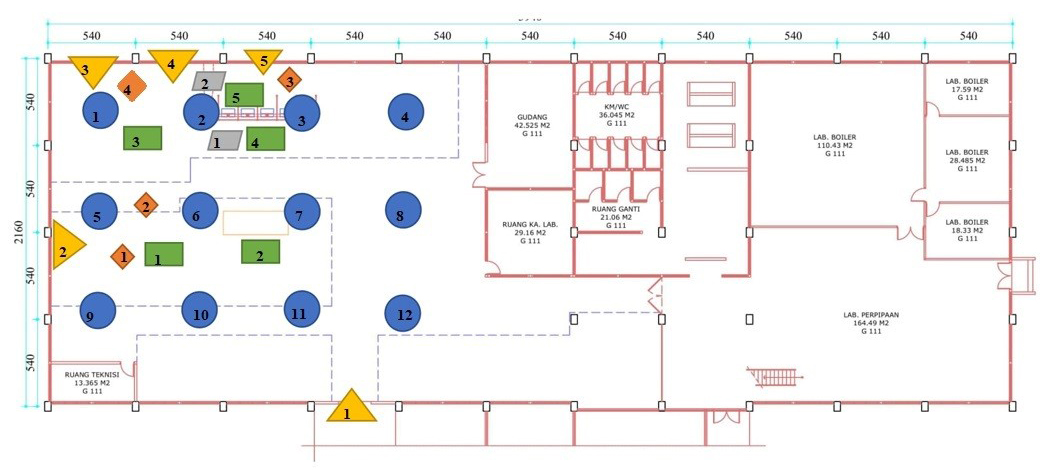 540 540 540 540 540 540 540 540 540 540 540
3 4 5
4 2 3
1 2 5 3 4
3 1 4
540
540
540
540
2160
GUDANG
42.525 M2
G 111
KM/WC
36.045 M2
G 111
LAB. BOILER
110.43 M2
G 111
LAB. BOILER
17.59 M2
G 111
LAB. BOILER
28.485 M2
G 111
LAB. BOILER
18.33 M2
G 111
5 2 6 7 8
RUANG KA. LAB.
29.16 M2
G 111
RUANG GANTI
21.06 M2
G 111
2 1 1 2
9 10 11 12
LAB. PERPIPAAN
164.49 M2
G 111
RUANG TEKNISI
13.365 M2
G 111
1